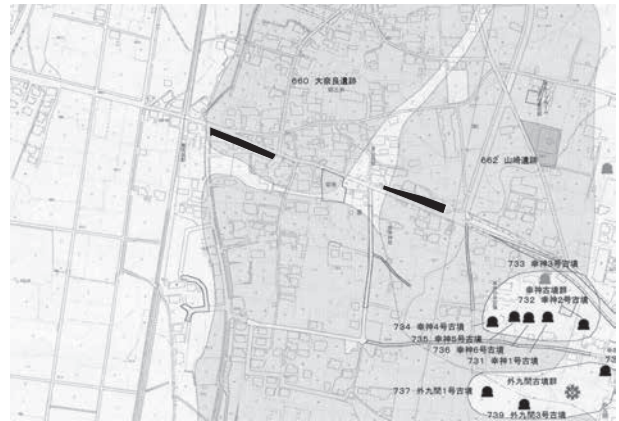 660 大奈良遺跡
662 山崎遺跡
733 幸神3号古墳
幸神古墳群
732 幸神2号古墳
734 幸神4号古墳
735 幸神5号古墳
736 幸神6号古墳
731 幸神1号古墳
外九間古墳群
737 外九間1号古墳
739 外九間3号古墳